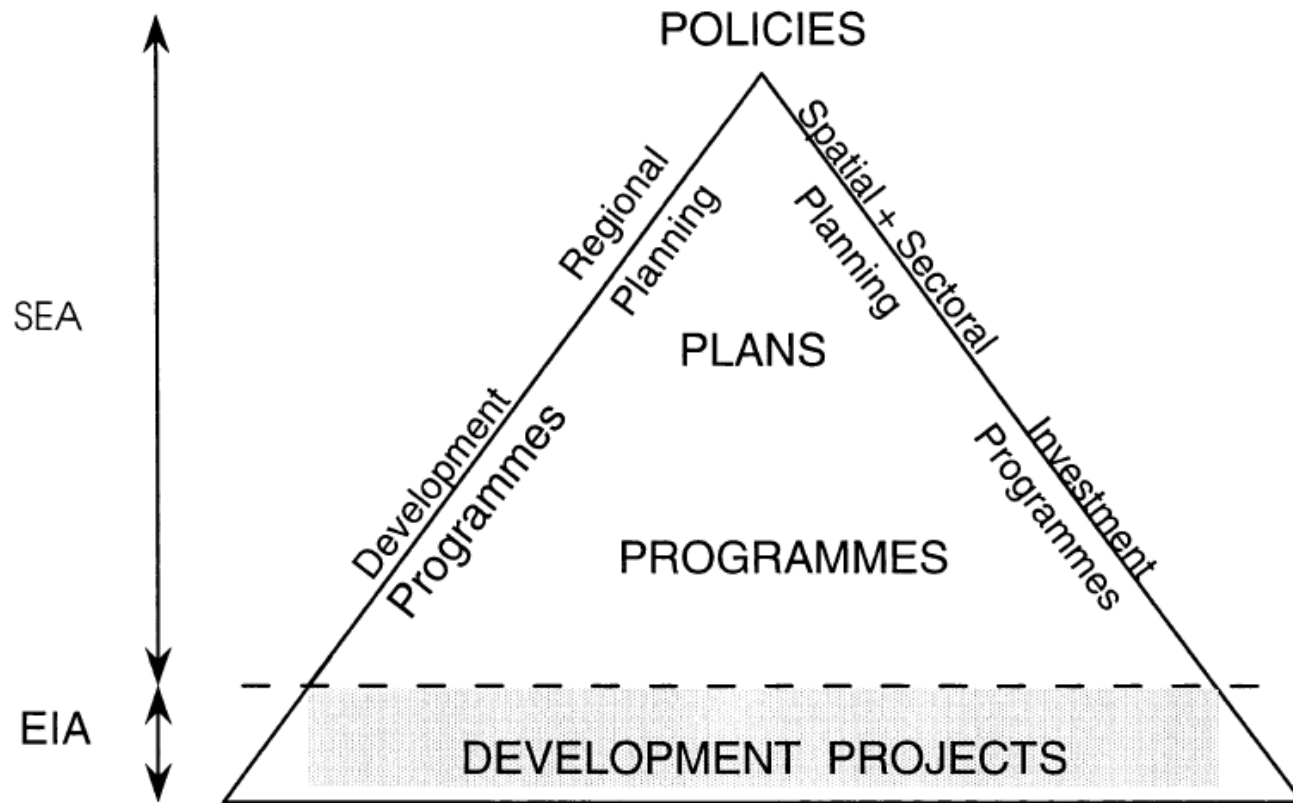 POLICIES
Regional
Planning
Spatial + Sectoral
Planning
SEA
PLANS
Development
Programmes
Investment
Programmes
PROGRAMMES
EIA
DEVELOPMENT PROJECTS